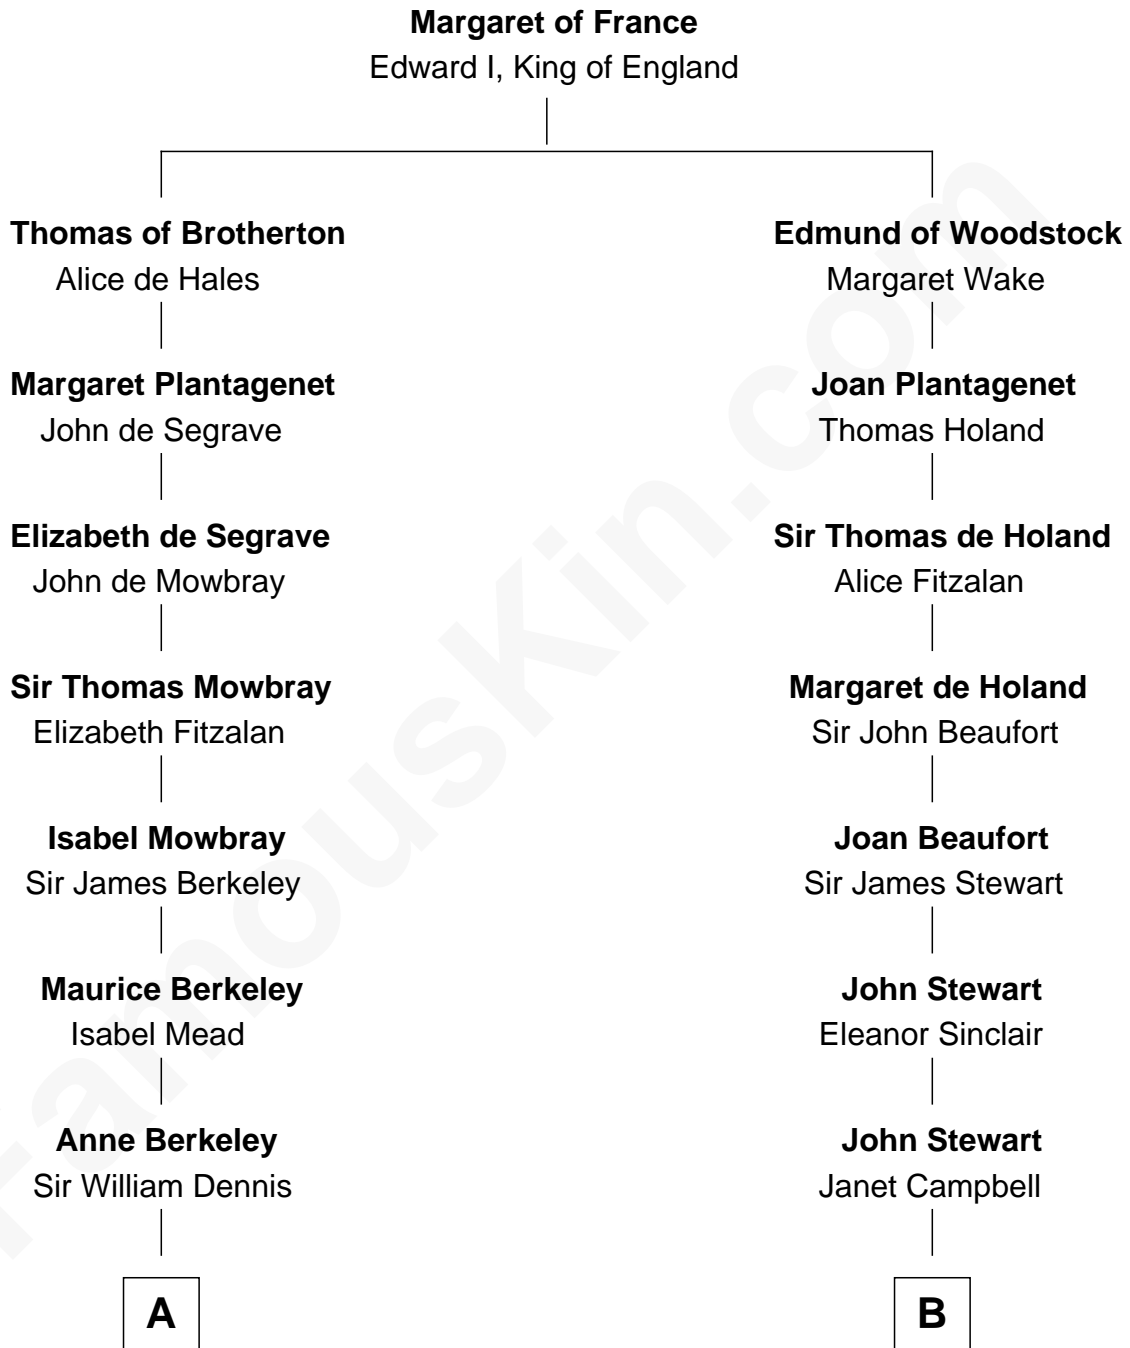 Margaret of France
Edward I, King of England
Thomas of Brotherton
Alice de Hales
Edmund of Woodstock
Margaret Wake
Margaret Plantagenet
John de Segrave
Joan Plantagenet
Thomas Holand
Elizabeth de Segrave
John de Mowbray
Sir Thomas de Holand
Alice Fitzalan
Sir Thomas Mowbray
Elizabeth Fitzalan
Margaret de Holand
Sir John Beaufort
Isabel Mowbray
Sir James Berkeley
Joan Beaufort
Sir James Stewart
Maurice Berkeley
Isabel Mead
John Stewart
Eleanor Sinclair
Anne Berkeley
Sir William Dennis
John Stewart
Janet Campbell
A
B
FamousKin.com